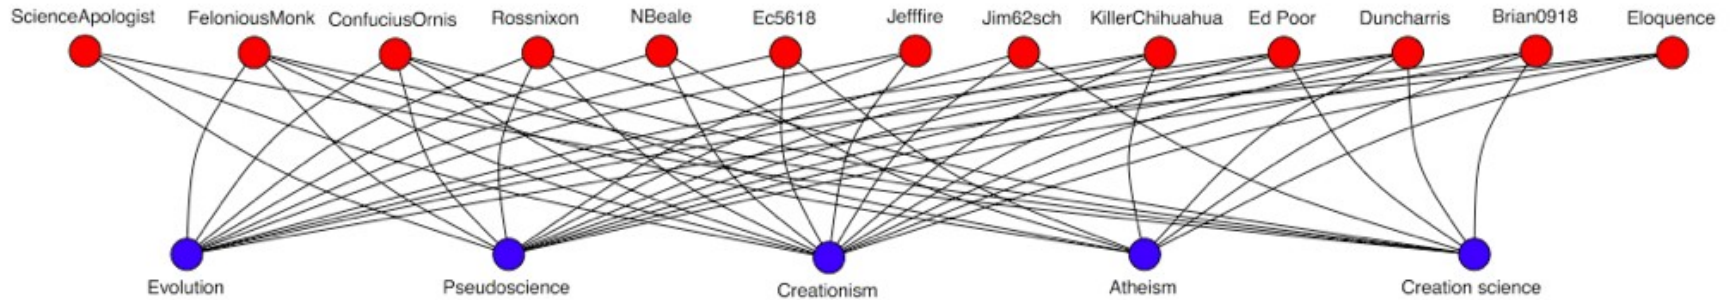 ScienceApologist FeloniousMonk ConfuciusOrnis Rossnixon NBeale Ec5618 Jefffire Jim62sch KillerChihuahua Ed Poor Duncharris Brian0918 Eloquence
Evolution Pseudoscience Creationism Atheism Creation science